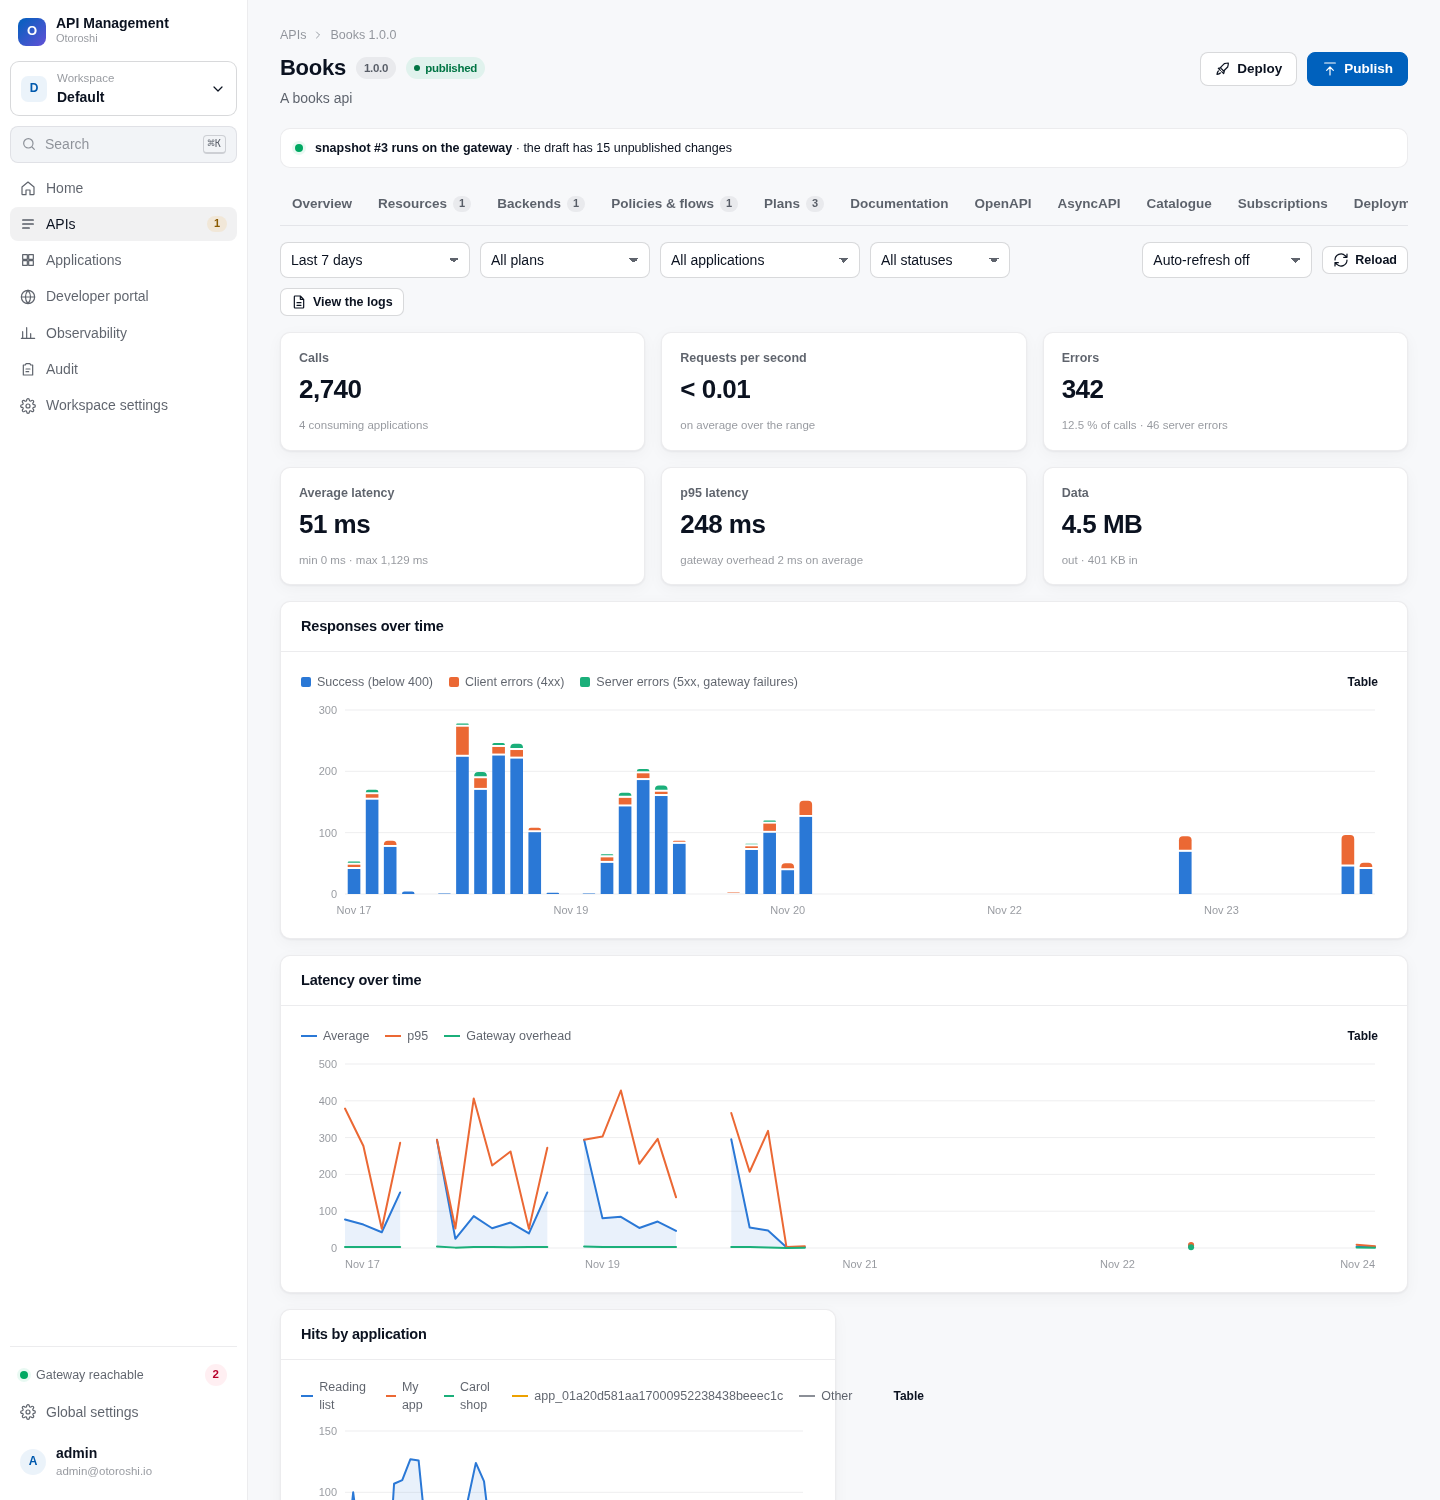 O
API Management
Otoroshi
D
Workspace
Default
Search
⌘K
Home
APIs
1
Applications
Developer portal
Observability
Audit
Workspace settings
Gateway reachable
2
Global settings
A
admin
admin@otoroshi.io
APIs > Books 1.0.0
Books 1.0.0 published
Deploy
Publish
A books api
snapshot #3 runs on the gateway · the draft has 15 unpublished changes
Overview Resources 1 Backends 1 Policies & flows 1 Plans 3 Documentation OpenAPI AsyncAPI Catalogue Subscriptions Deploym
Last 7 days All plans All applications All statuses Auto-refresh off Reload
View the logs
Calls
2,740
4 consuming applications
Requests per second
< 0.01
on average over the range
Errors
342
12.5 % of calls · 46 server errors
Average latency
51 ms
min 0 ms · max 1,129 ms
p95 latency
248 ms
gateway overhead 2 ms on average
Data
4.5 MB
out · 401 KB in
Responses over time
Success (below 400) Client errors (4xx) Server errors (5xx, gateway failures) Table
300
200
100
0
Nov 17 Nov 19 Nov 20 Nov 22 Nov 23
Latency over time
Average p95 Gateway overhead Table
500
400
300
200
100
0
Nov 17 Nov 19 Nov 21 Nov 22 Nov 24
Hits by application
Reading list
My app
Carol shop
app_01a20d581aa17000952238438beeec1c
Other
Table
150
100